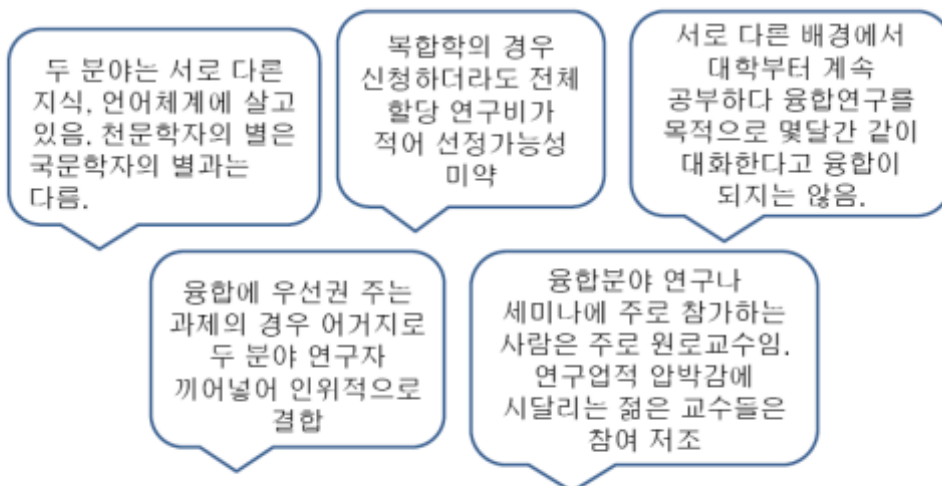 두 분야는 서로 다른
지식, 언어체계에 살고
있음. 천문학자의 별은
국문학자의 별과는
다름.
복합학의 경우
신청하더라도 전체
할당 연구비가
적어 선정가능성
미약
서로 다른 배경에서
대학부터 계속
공부하다 융합연구를
목적으로 몇달간 같이
대화한다고 융합이
되지는 않음.
융합에 우선권 주는
과제의 경우 어거지로
두 분야 연구자
끼어넣어 인위적으로
결합
융합분야 연구나
세미나에 주로 참가하는
사람은 주로 원로교수임.
연구업적 압박감에
시달리는 젊은 교수들은
참여 저조